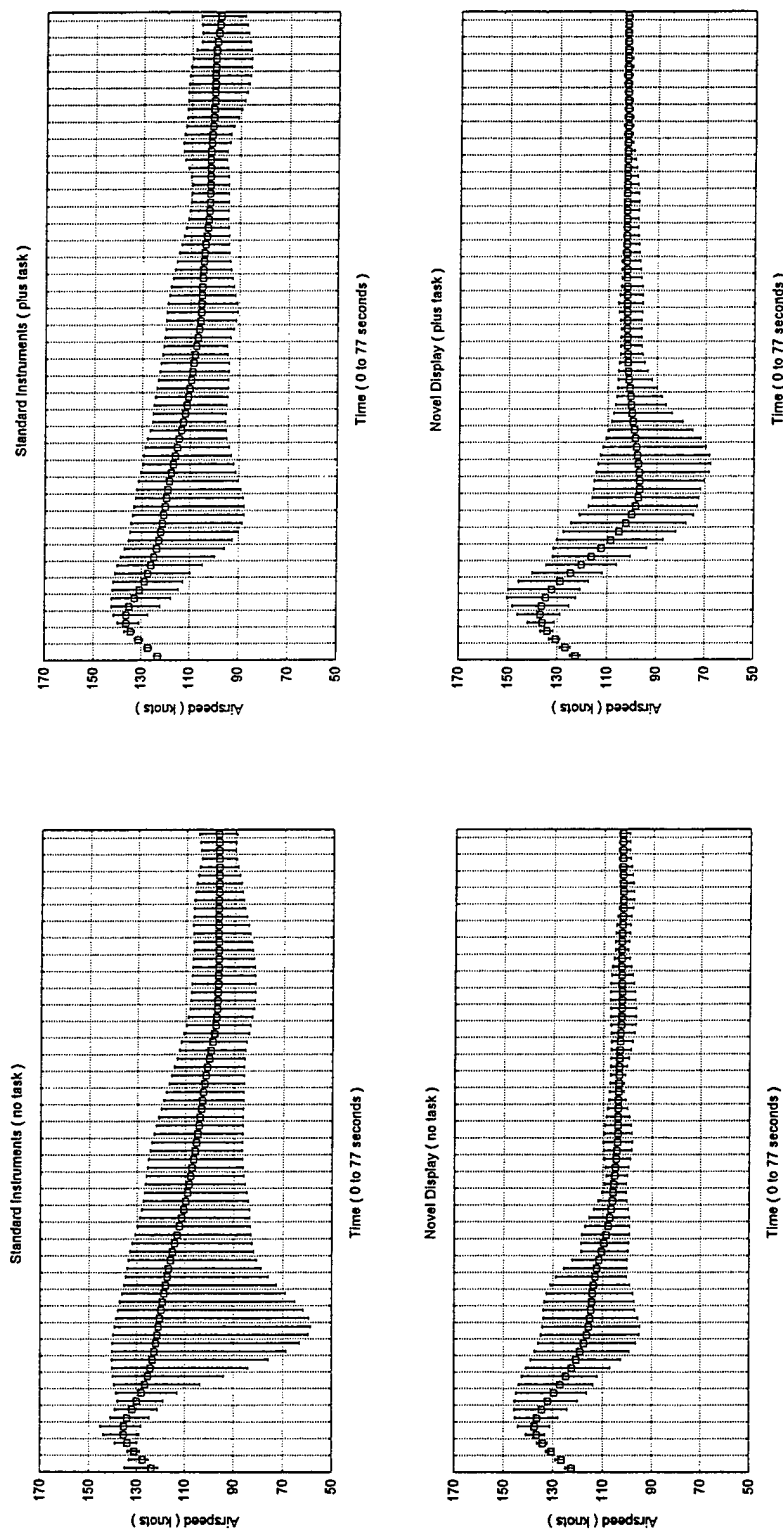 Standard Instruments ( no task )
170
150
130
110
90
70
50
Airspeed ( knots )
Time ( 0 to 77 seconds )
Standard Instruments ( plus task )
170
150
130
110
90
70
50
Airspeed ( knots )
Time ( 0 to 77 seconds )
Novel Display ( no task )
170
150
130
110
90
70
50
Airspeed ( knots )
Time ( 0 to 77 seconds )
Novel Display ( plus task )
170
150
130
110
90
70
50
Airspeed ( knots )
Time ( 0 to 77 seconds )